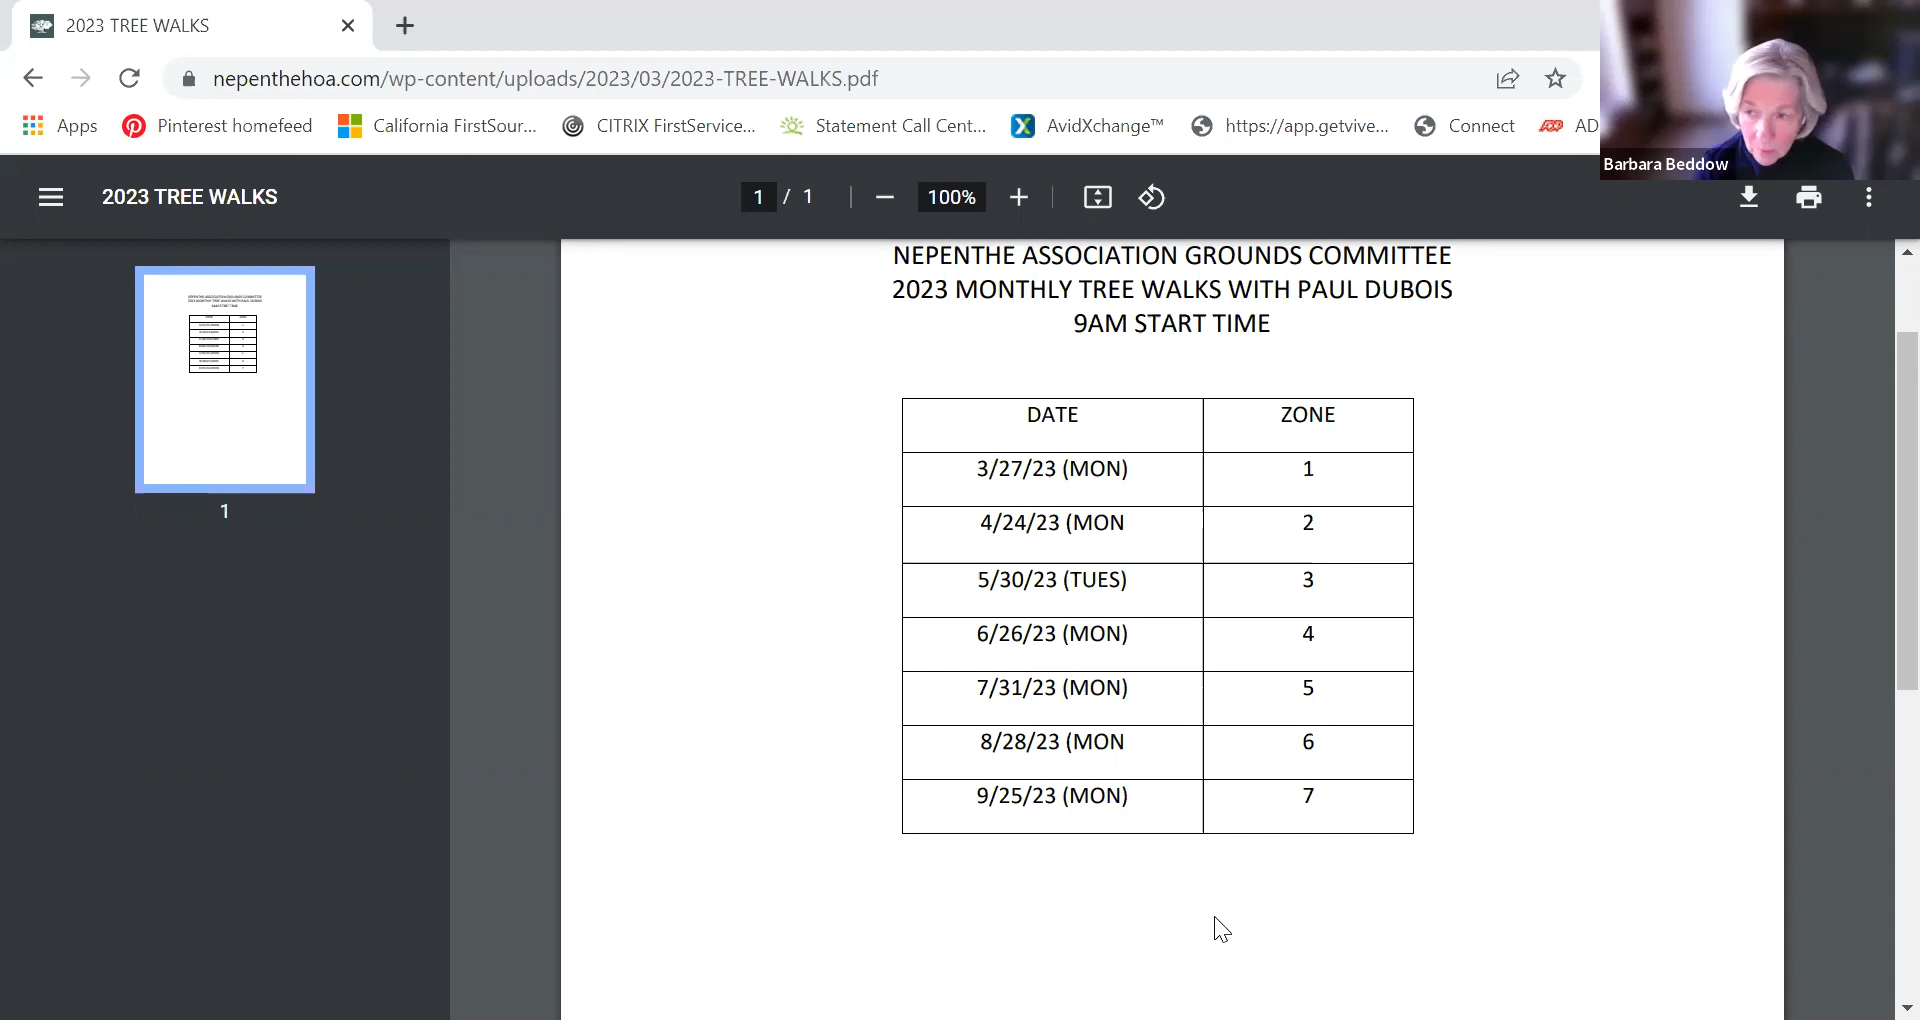 2023 TREE WALKS
nepenthehoa.com/wp-content/uploads/2023/03/2023-TREE-WALKS.pdf
Apps Pinterest homefeed California FirstSour... CITRIX FirstService... Statement Call Cent... AvidXchange™ https://app.getvive... Connect ADP AD
Barbara Beddow
2023 TREE WALKS 1 / 1 100%
NEPENTHE ASSOCIATION GROUNDS COMMITTEE
2023 MONTHLY TREE WALKS WITH PAUL DUBOIS
9AM START TIME
DATE ZONE
3/27/23 (MON) 1
4/24/23 (MON 2
5/30/23 (TUES) 3
6/26/23 (MON) 4
7/31/23 (MON) 5
8/28/23 (MON 6
9/25/23 (MON) 7
1